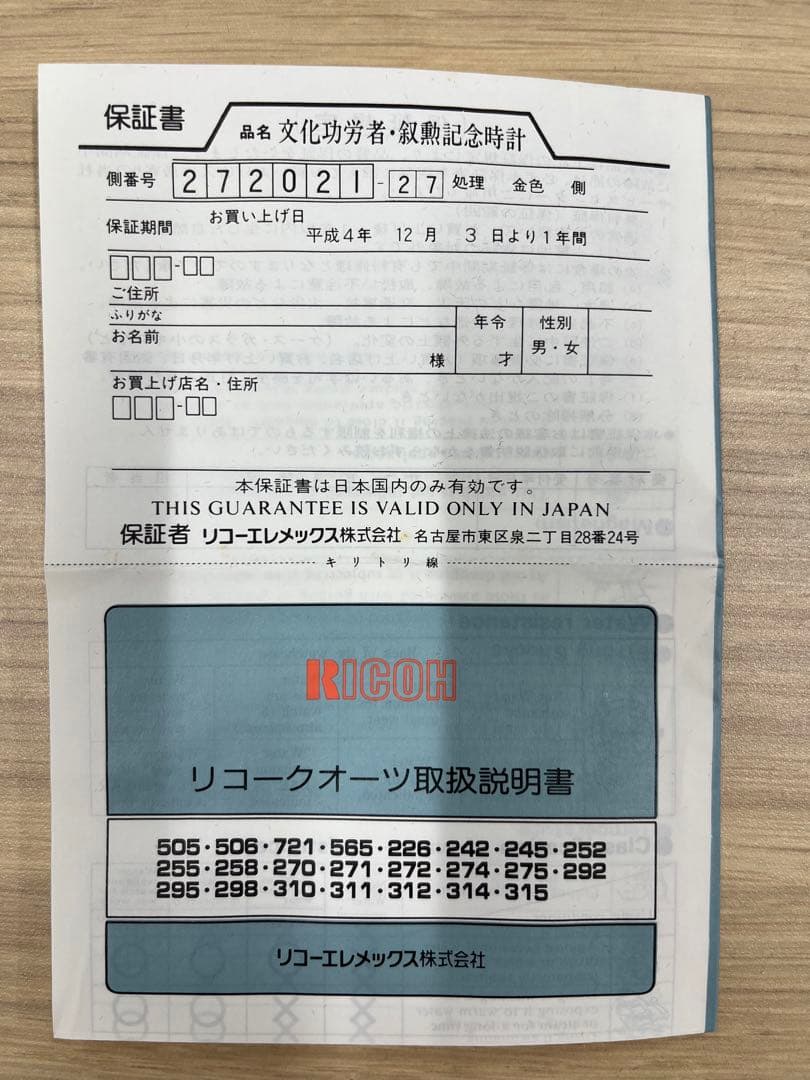 保証書
品名 文化功労者・叙勲記念時計
側番号 272021-27 処理 金色 側
お買い上げ日
保証期間 平成4年 12月 3日より1年間
□□□-□□
ご住所
ふりがな
お名前 様
年令 才
性別 男・女
お買上げ店名・住所
□□□-□□
本保証書は日本国内のみ有効です。
THIS GUARANTEE IS VALID ONLY IN JAPAN
保証者 リコーエレメックス株式会社 名古屋市東区泉二丁目28番24号
キリトリ線
RICOH
リコークオーツ取扱説明書
505・506・721・565・226・242・245・252
255・258・270・271・272・274・275・292
295・298・310・311・312・314・315
リコーエレメックス株式会社